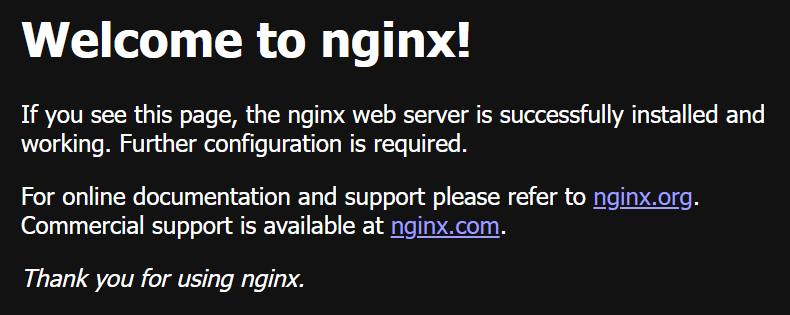 Welcome to nginx!
If you see this page, the nginx web server is successfully installed and
working. Further configuration is required.
For online documentation and support please refer to nginx.org.
Commercial support is available at nginx.com.
Thank you for using nginx.